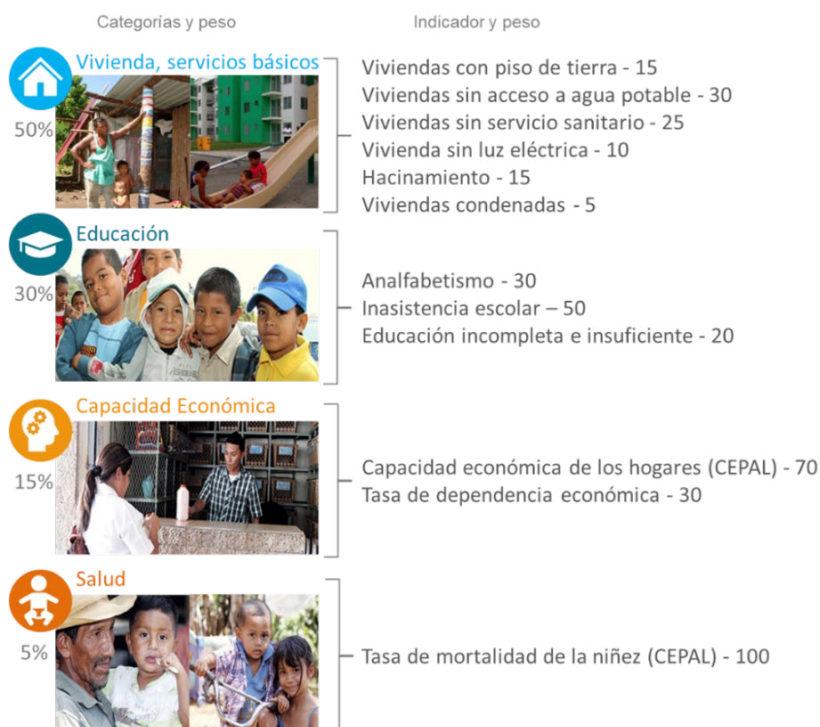 Categorías y peso
Indicador y peso
Vivienda, servicios básicos
50%
Viviendas con piso de tierra - 15
Viviendas sin acceso a agua potable - 30
Viviendas sin servicio sanitario - 25
Vivienda sin luz eléctrica - 10
Hacinamiento - 15
Viviendas condenadas - 5
Educación
30%
Analfabetismo - 30
Inasistencia escolar – 50
Educación incompleta e insuficiente - 20
Capacidad Económica
15%
Capacidad económica de los hogares (CEPAL) - 70
Tasa de dependencia económica - 30
Salud
5%
Tasa de mortalidad de la niñez (CEPAL) - 100